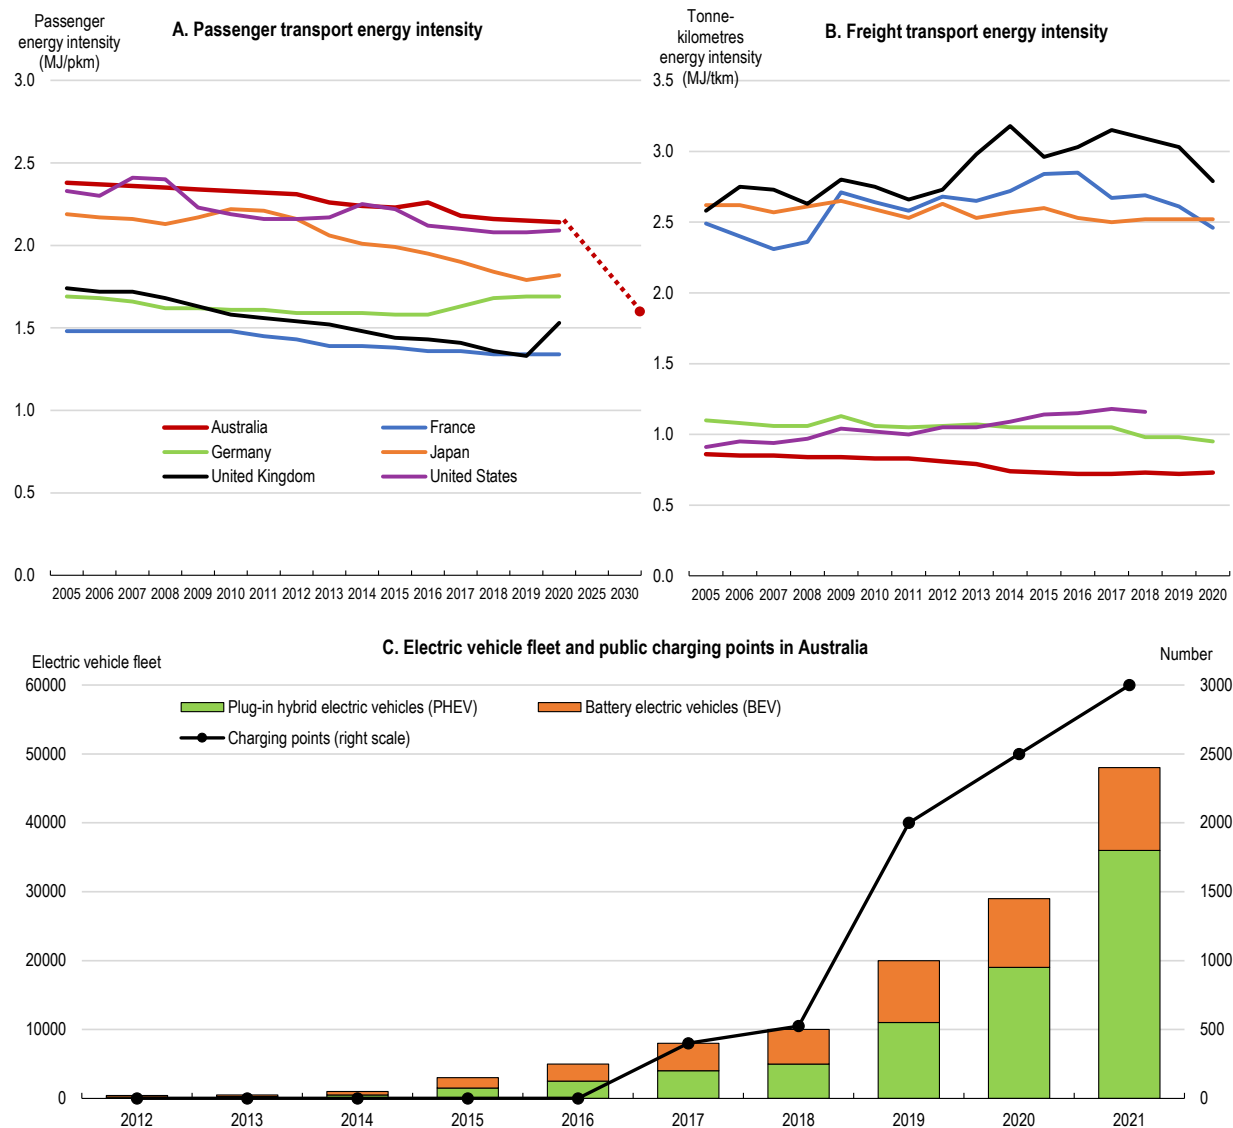 Passenger
energy intensity
(MJ/pkm)
A. Passenger transport energy intensity
3.0
2.5
2.0
1.5
1.0
0.5
0.0
Australia
France
Germany
Japan
United Kingdom
United States
2005 2006 2007 2008 2009 2010 2011 2012 2013 2014 2015 2016 2017 2018 2019 2020 2025 2030
Tonne-
kilometres
energy intensity
(MJ/tkm)
B. Freight transport energy intensity
3.5
3.0
2.5
2.0
1.5
1.0
0.5
0.0
2005 2006 2007 2008 2009 2010 2011 2012 2013 2014 2015 2016 2017 2018 2019 2020
C. Electric vehicle fleet and public charging points in Australia
Electric vehicle fleet
Number
60000
50000
40000
30000
20000
10000
0
Plug-in hybrid electric vehicles (PHEV)
Battery electric vehicles (BEV)
Charging points (right scale)
3000
2500
2000
1500
1000
500
0
2012 2013 2014 2015 2016 2017 2018 2019 2020 2021